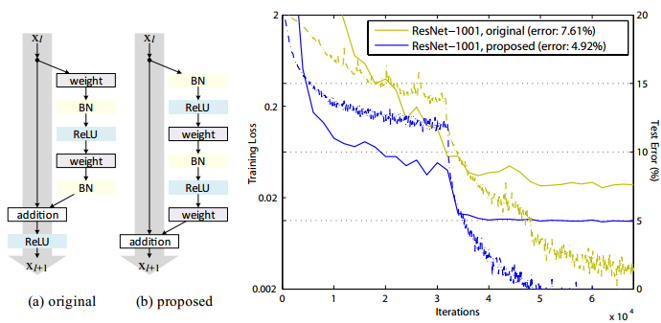 x_l
weight
BN
ReLU
weight
BN
addition
ReLU
x_{l+1}
(a) original
x_l
BN
ReLU
weight
BN
ReLU
weight
addition
x_{l+1}
(b) proposed
ResNet−1001, original (error: 7.61%)
ResNet−1001, proposed (error: 4.92%)
Training Loss
2
0.2
0.02
0.002
0 1 2 3 4 5 6
Iterations
x 10^4
20
15
10
5
0
Test Error (%)